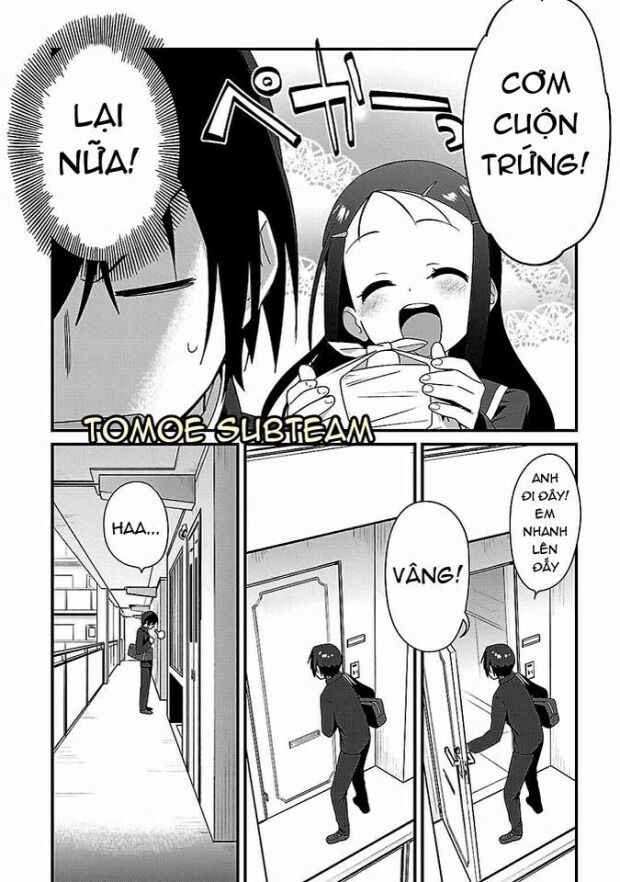 CƠM
CUỘN
TRỨNG!
ペカーッ
LẠI
NỮA!
TOMOE SUBTEAM
ANH
ĐI ĐÂY!
EM
NHANH
LÊN
ĐẤY
VÂNG!
HAA...